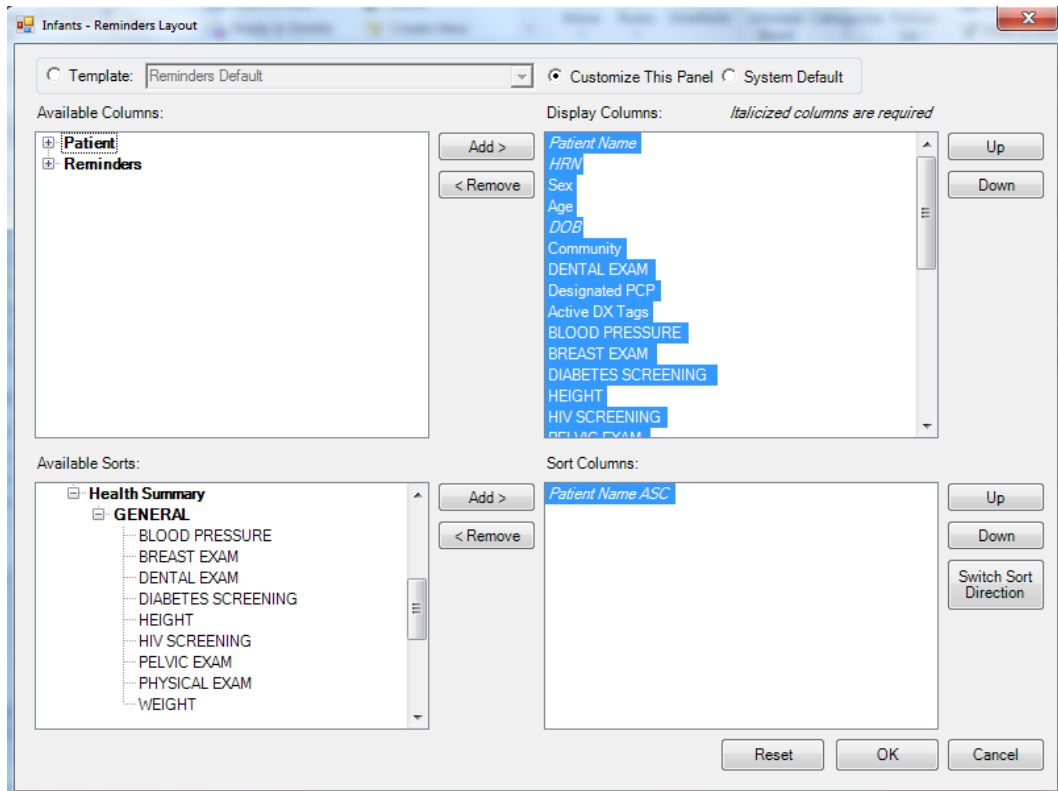 Infants - Reminders Layout
Template: Reminders Default
Customize This Panel
System Default
Available Columns:
Patient
Reminders
Add >
< Remove
Display Columns:
Italicized columns are required
Patient Name
HRN
Sex
Age
DOB
Community
DENTAL EXAM
Designated PCP
Active DX Tags
BLOOD PRESSURE
BREAST EXAM
DIABETES SCREENING
HEIGHT
HIV SCREENING
PELVIC EXAM
Up
Down
Available Sorts:
Health Summary
GENERAL
BLOOD PRESSURE
BREAST EXAM
DENTAL EXAM
DIABETES SCREENING
HEIGHT
HIV SCREENING
PELVIC EXAM
PHYSICAL EXAM
WEIGHT
Add >
< Remove
Sort Columns:
Patient Name ASC
Up
Down
Switch Sort
Direction
Reset
OK
Cancel